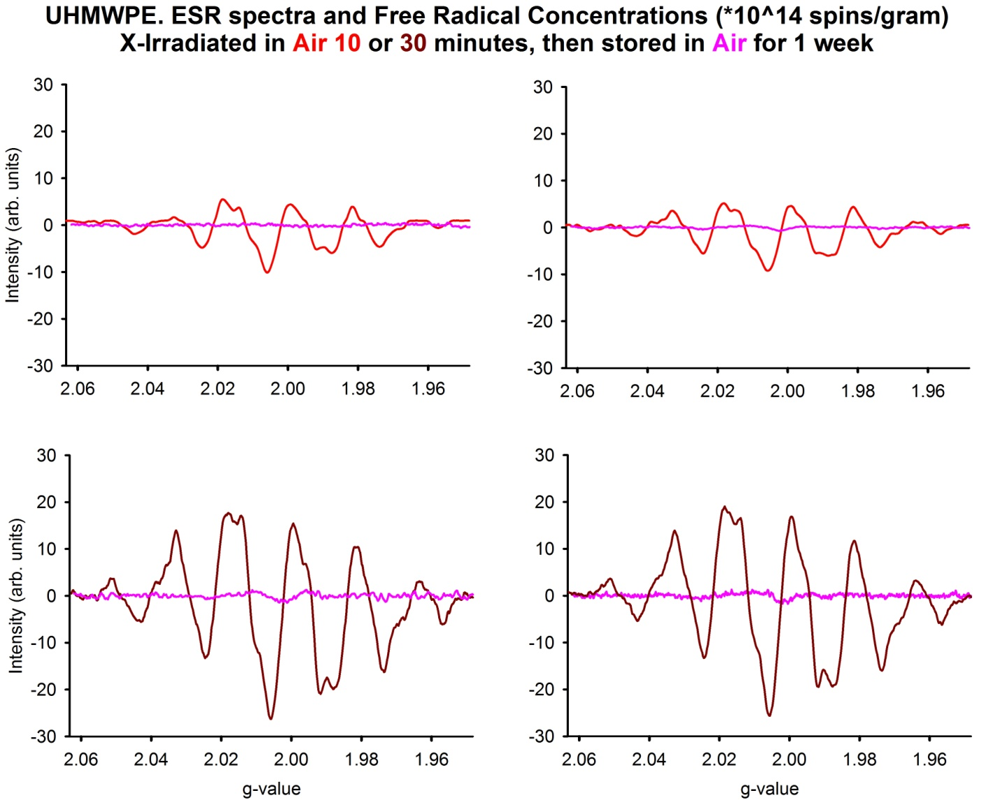 UHMWPE. ESR spectra and Free Radical Concentrations (*10^14 spins/gram)
X-Irradiated in Air 10 or 30 minutes, then stored in Air for 1 week
30
20
10
0
-10
-20
-30
Intensity (arb. units)
2.06 2.04 2.02 2.00 1.98 1.96
30
20
10
0
-10
-20
-30
2.06 2.04 2.02 2.00 1.98 1.96
30
20
10
0
-10
-20
-30
Intensity (arb. units)
2.06 2.04 2.02 2.00 1.98 1.96
g-value
30
20
10
0
-10
-20
-30
2.06 2.04 2.02 2.00 1.98 1.96
g-value